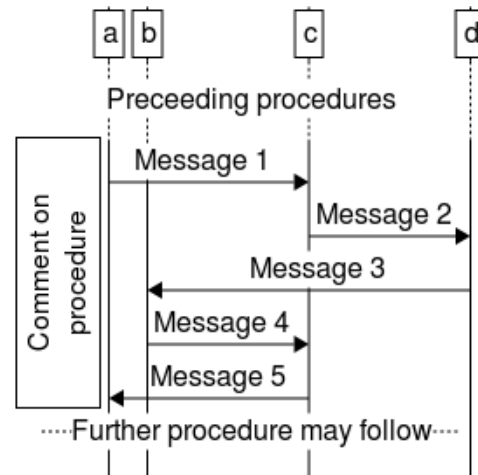 a b c d
Preceeding procedures
Comment on
procedure
Message 1
Message 2
Message 3
Message 4
Message 5
Further procedure may follow